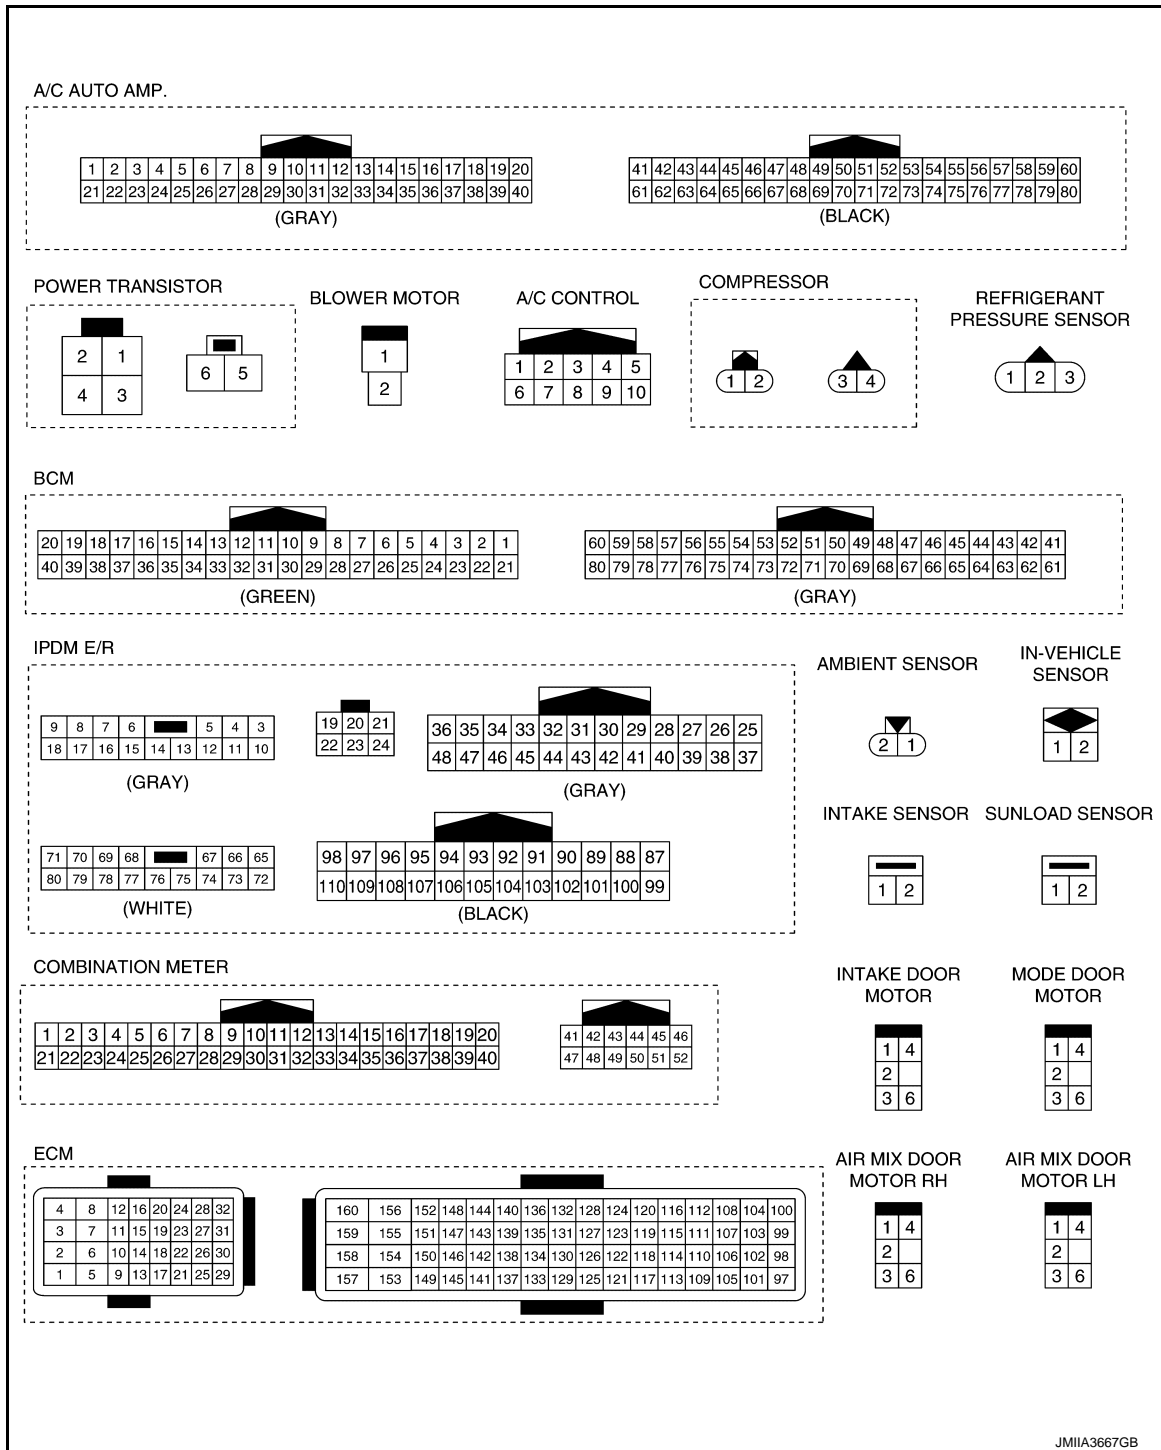 A/C AUTO AMP.
1 2 3 4 5 6 7 8 9 10 11 12 13 14 15 16 17 18 19 20
21 22 23 24 25 26 27 28 29 30 31 32 33 34 35 36 37 38 39 40
(GRAY)
41 42 43 44 45 46 47 48 49 50 51 52 53 54 55 56 57 58 59 60
61 62 63 64 65 66 67 68 69 70 71 72 73 74 75 76 77 78 79 80
(BLACK)
POWER TRANSISTOR
2 1
4 3
6 5
BLOWER MOTOR
1
2
A/C CONTROL
1 2 3 4 5
6 7 8 9 10
COMPRESSOR
1 2
3 4
REFRIGERANT
PRESSURE SENSOR
1 2 3
BCM
20 19 18 17 16 15 14 13 12 11 10 9 8 7 6 5 4 3 2 1
40 39 38 37 36 35 34 33 32 31 30 29 28 27 26 25 24 23 22 21
(GREEN)
60 59 58 57 56 55 54 53 52 51 50 49 48 47 46 45 44 43 42 41
80 79 78 77 76 75 74 73 72 71 70 69 68 67 66 65 64 63 62 61
(GRAY)
IPDM E/R
9 8 7 6 5 4 3
18 17 16 15 14 13 12 11 10
(GRAY)
19 20 21
22 23 24
36 35 34 33 32 31 30 29 28 27 26 25
48 47 46 45 44 43 42 41 40 39 38 37
(GRAY)
71 70 69 68 67 66 65
80 79 78 77 76 75 74 73 72
(WHITE)
98 97 96 95 94 93 92 91 90 89 88 87
110 109 108 107 106 105 104 103 102 101 100 99
(BLACK)
AMBIENT SENSOR
2 1
IN-VEHICLE
SENSOR
1 2
INTAKE SENSOR
1 2
SUNLOAD SENSOR
1 2
COMBINATION METER
1 2 3 4 5 6 7 8 9 10 11 12 13 14 15 16 17 18 19 20
21 22 23 24 25 26 27 28 29 30 31 32 33 34 35 36 37 38 39 40
41 42 43 44 45 46
47 48 49 50 51 52
INTAKE DOOR
MOTOR
1 4
2
3 6
MODE DOOR
MOTOR
1 4
2
3 6
ECM
4 8 12 16 20 24 28 32
3 7 11 15 19 23 27 31
2 6 10 14 18 22 26 30
1 5 9 13 17 21 25 29
160 156 152 148 144 140 136 132 128 124 120 116 112 108 104 100
159 155 151 147 143 139 135 131 127 123 119 115 111 107 103 99
158 154 150 146 142 138 134 130 126 122 118 114 110 106 102 98
157 153 149 145 141 137 133 129 125 121 117 113 109 105 101 97
AIR MIX DOOR
MOTOR RH
1 4
2
3 6
AIR MIX DOOR
MOTOR LH
1 4
2
3 6
JMIIA3667GB